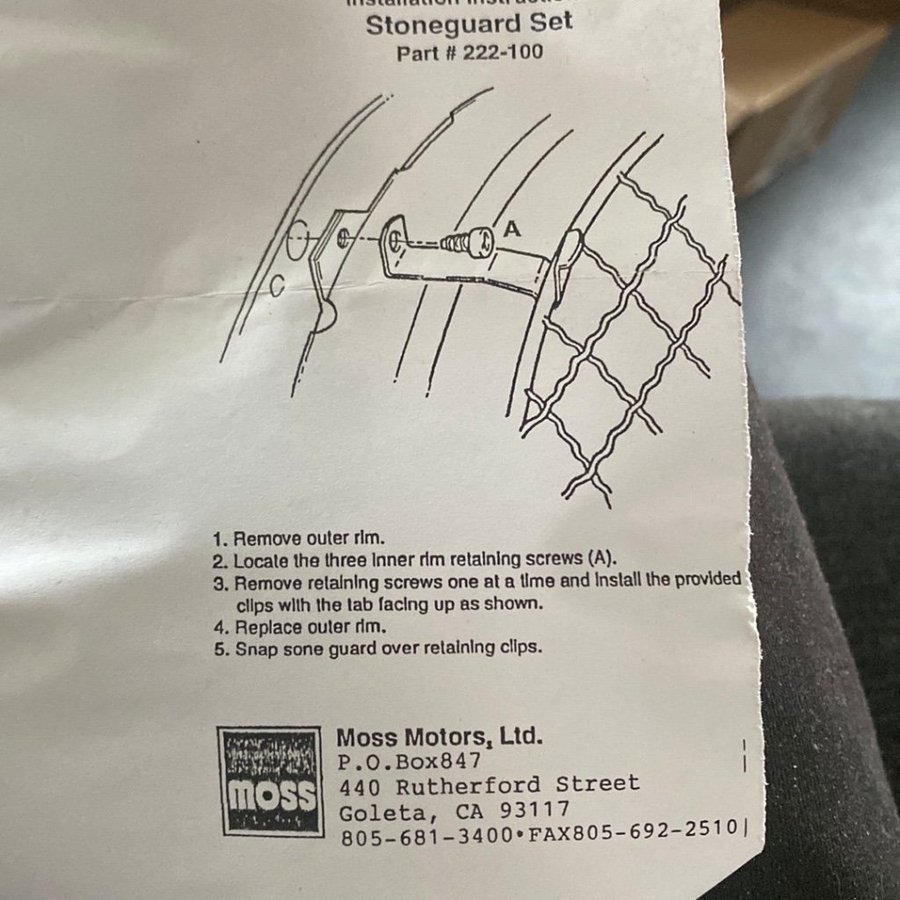 Installation Instructio
Stoneguard Set
Part # 222-100
A
C
1. Remove outer rim.
2. Locate the three inner rim retaining screws (A).
3. Remove retaining screws one at a time and install the provided
clips with the tab facing up as shown.
4. Replace outer rim.
5. Snap sone guard over retaining clips.
Moss Motors, Ltd.
P.O.Box847
moss
440 Rutherford Street
Goleta, CA 93117
805-681-3400•FAX805-692-2510